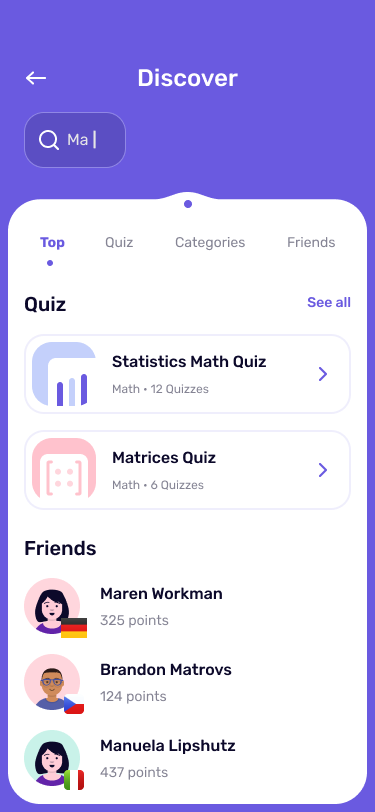 Discover
Ma
Top
Quiz
Categories
Friends
Quiz
See all
Statistics Math Quiz
Math • 12 Quizzes
Matrices Quiz
Math • 6 Quizzes
Friends
Maren Workman
325 points
Brandon Matrovs
124 points
Manuela Lipshutz
437 points